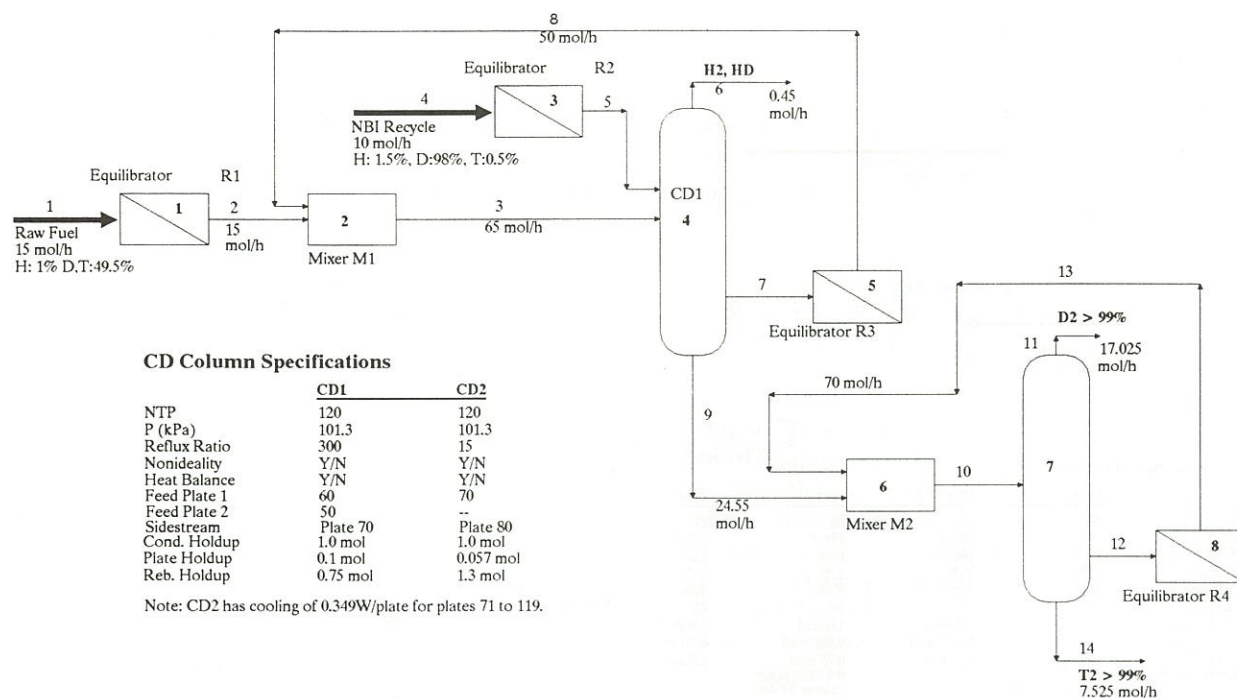 8
50 mol/h
Equilibrator R2
H2, HD
6
0.45
mol/h
4
3
5
NBI Recycle
10 mol/h
H: 1.5%, D:98%, T:0.5%
Equilibrator R1
CD1
4
1
1
2
2
3
Raw Fuel
15 mol/h
H: 1% D,T:49.5%
15
mol/h
Mixer M1
65 mol/h
7
5
Equilibrator R3
13
D2 > 99%
11
17.025
mol/h
70 mol/h
9
6
10
7
24.55
mol/h
Mixer M2
12
8
Equilibrator R4
14
T2 > 99%
7.525 mol/h
CD Column Specifications
CD1 CD2
NTP 120 120
P (kPa) 101.3 101.3
Reflux Ratio 300 15
Nonideality Y/N Y/N
Heat Balance Y/N Y/N
Feed Plate 1 60 70
Feed Plate 2 50 --
Sidestream Plate 70 Plate 80
Cond. Holdup 1.0 mol 1.0 mol
Plate Holdup 0.1 mol 0.057 mol
Reb. Holdup 0.75 mol 1.3 mol
Note: CD2 has cooling of 0.349W/plate for plates 71 to 119.